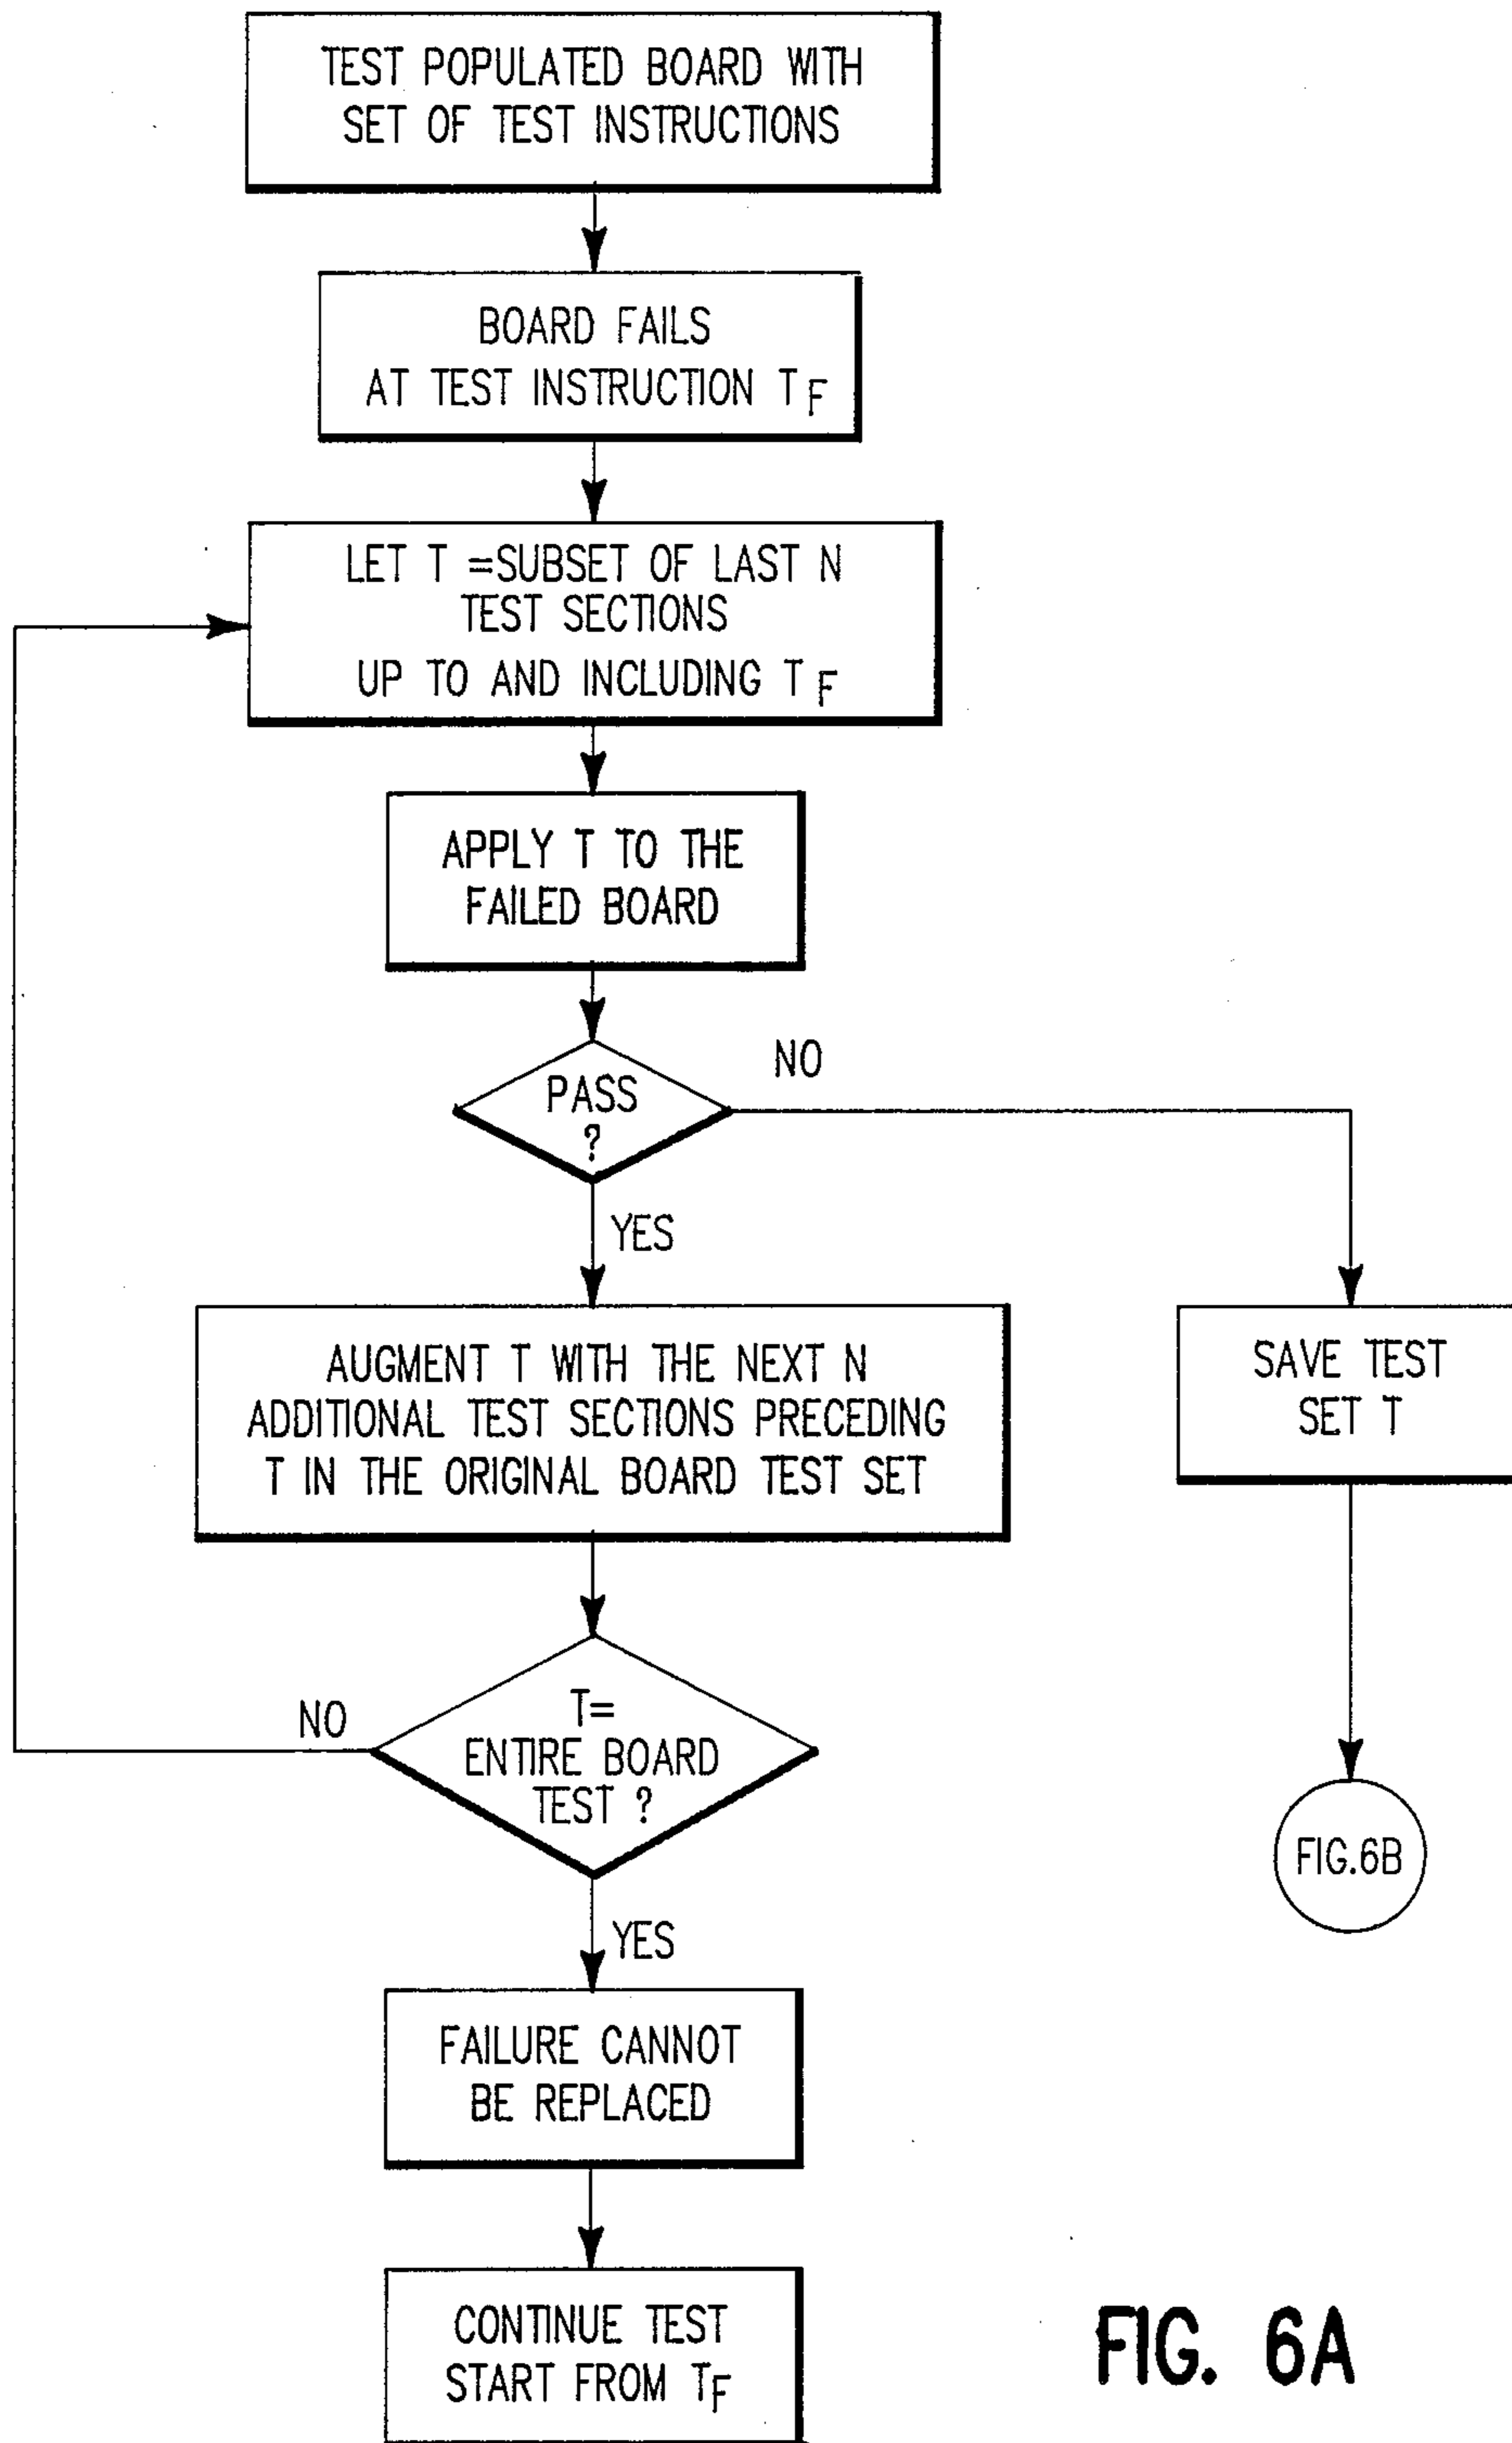 TEST POPULATED BOARD WITH
SET OF TEST INSTRUCTIONS
BOARD FAILS
AT TEST INSTRUCTION TF
LET T =SUBSET OF LAST N
TEST SECTIONS
UP TO AND INCLUDING TF
APPLY T TO THE
FAILED BOARD
PASS
?
NO
YES
AUGMENT T WITH THE NEXT N
ADDITIONAL TEST SECTIONS PRECEDING
T IN THE ORIGINAL BOARD TEST SET
SAVE TEST
SET T
NO
T=
ENTIRE BOARD
TEST ?
FIG.6B
YES
FAILURE CANNOT
BE REPLACED
CONTINUE TEST
START FROM TF
FIG. 6A